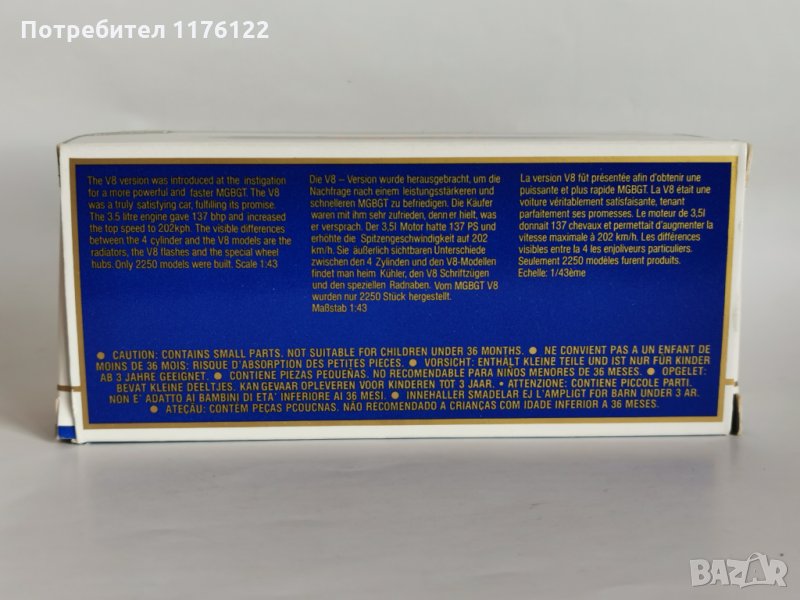 Потребител 1176122
The V8 version was introduced at the instigation
for a more powerful and faster MGBGT. The V8
was a truly satisfying car, fulfilling its promise.
The 3.5 litre engine gave 137 bhp and increased
the top speed to 202kph. The visible differences
between the 4 cylinder and the V8 models are the
radiators, the V8 flashes and the special wheel
hubs. Only 2250 models were built. Scale 1:43
Die V8 – Version wurde herausgebracht, um die
Nachfrage nach einem leistungsstärkeren und
schnelleren MGBGT zu befriedigen. Die Käufer
waren mit ihm sehr zufrieden, denn er hielt, was
er versprach. Der 3,5l Motor hatte 137 PS und
erhöhte die Spitzengeschwindigkeit auf 202
km/h. Sie äußerlich sichtbaren Unterschiede
zwischen den 4 Zylinden und den V8-Modellen
findet man heim Kühler, den V8 Schriftzügen
und den speziellen Radnaben. Vom MGBGT V8
wurden nur 2250 Stück hergestellt.
Maßstab 1:43
La version V8 fût présentée afin d'obtenir une
puissante et plus rapide MGBGT. La V8 était une
voiture véritablement satisfaisante, tenant
parfaitement ses promesses. Le moteur de 3,5l
donnait 137 chevaux et permettait d'augmenter la
vitesse maximale à 202 km/h. Les différences
visibles entre la 4 les enjoliveurs particuliers.
Seulement 2250 modéles furent produits.
Echelle: 1/43ème
● CAUTION: CONTAINS SMALL PARTS. NOT SUITABLE FOR CHILDREN UNDER 36 MONTHS. ● NE CONVIENT PAS A UN ENFANT DE
MOINS DE 36 MOIS: RISQUE D'ABSORPTION DES PETITES PIECES. ● VORSICHT: ENTHÄLT KLEINE TEILE UND IST NUR FÜR KINDER
AB 3 JAHRE GEEIGNET. ● CONTIENE PIEZAS PEQUENAS. NO RECOMENDABLE PARA NIÑOS MENORES DE 36 MESES. ● OPGELET:
BEVAT KLEINE DEELTJES. KAN GEVAAR OPLEVEREN VOOR KINDEREN TOT 3 JAAR. • ATTENZIONE: CONTIENE PICCOLE PARTI.
NON E' ADATTO AI BAMBINI DI ETA' INFERIORE AI 36 MESI. ● INNEHALLER SMADELAR EJ L'AMPLIGT FOR BARN UNDER 3 AR.
● ATEÇAU: CONTEM PEÇAS PCOUCNAS. NÃO RECOMENDADO A CRIANÇAS COM IDADE INFERIOR A 36 MESES.
BAZAR